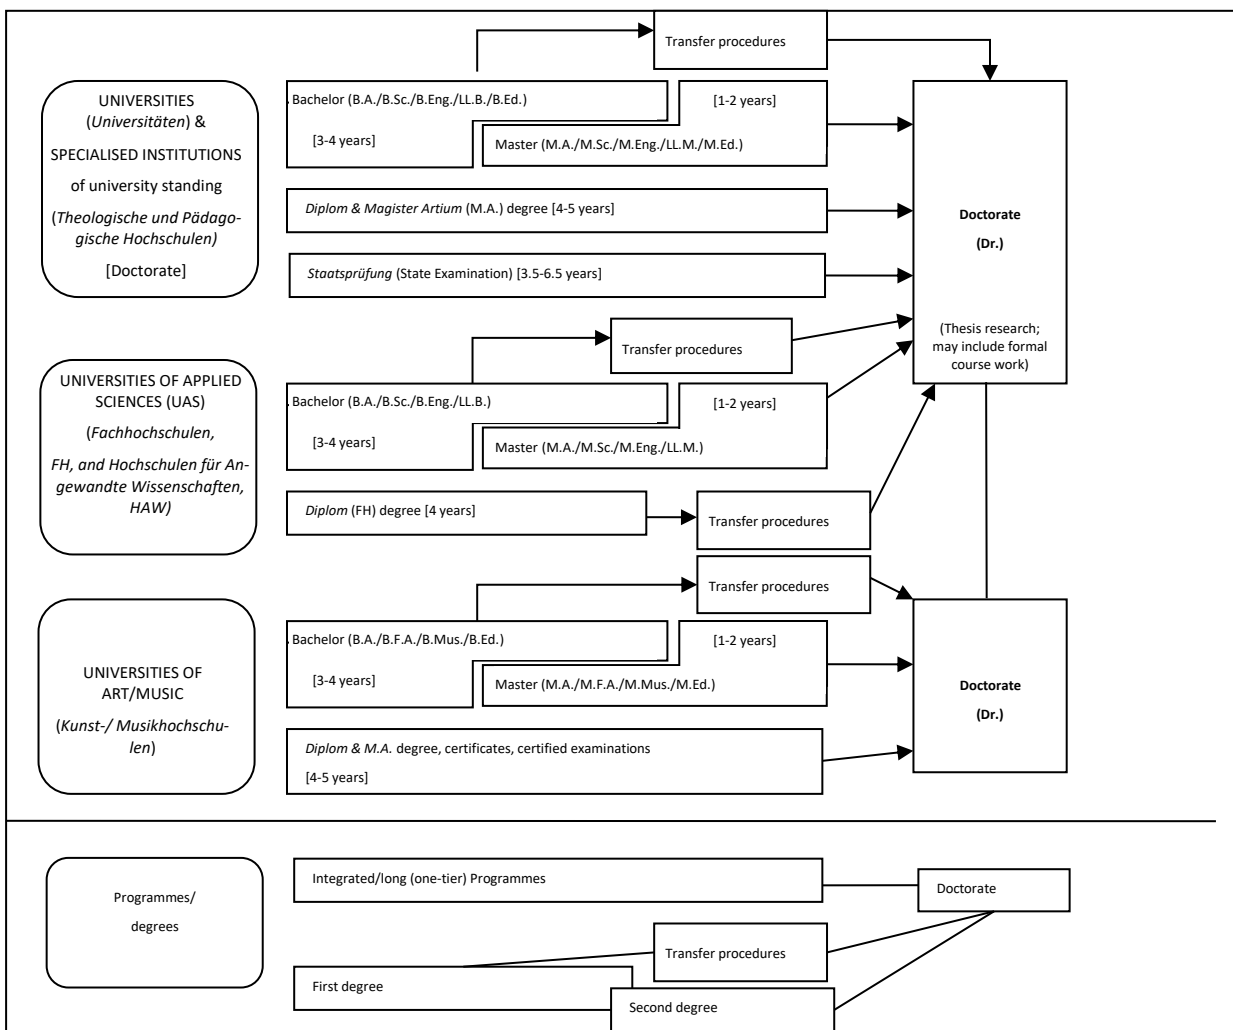 Transfer procedures
UNIVERSITIES
(Universitäten) &
SPECIALISED INSTITUTIONS
of university standing
(Theologische und Pädago-
gische Hochschulen)
[Doctorate]
Bachelor (B.A./B.Sc./B.Eng./LL.B./B.Ed.)
[3-4 years]
[1-2 years]
Master (M.A./M.Sc./M.Eng./LL.M./M.Ed.)
Diplom & Magister Artium (M.A.) degree [4-5 years]
Staatsprüfung (State Examination) [3.5-6.5 years]
Doctorate
(Dr.)
(Thesis research;
may include formal
course work)
Transfer procedures
UNIVERSITIES OF APPLIED
SCIENCES (UAS)
(Fachhochschulen,
FH, and Hochschulen für An-
gewandte Wissenschaften,
HAW)
Bachelor (B.A./B.Sc./B.Eng./LL.B.)
[3-4 years]
[1-2 years]
Master (M.A./M.Sc./M.Eng./LL.M.)
Diplom (FH) degree [4 years]
Transfer procedures
Transfer procedures
UNIVERSITIES OF
ART/MUSIC
(Kunst-/ Musikhochschu-
len)
Bachelor (B.A./B.F.A./B.Mus./B.Ed.)
[3-4 years]
[1-2 years]
Master (M.A./M.F.A./M.Mus./M.Ed.)
Diplom & M.A. degree, certificates, certified examinations
[4-5 years]
Doctorate
(Dr.)
Programmes/
degrees
Integrated/long (one-tier) Programmes
Doctorate
Transfer procedures
First degree
Second degree